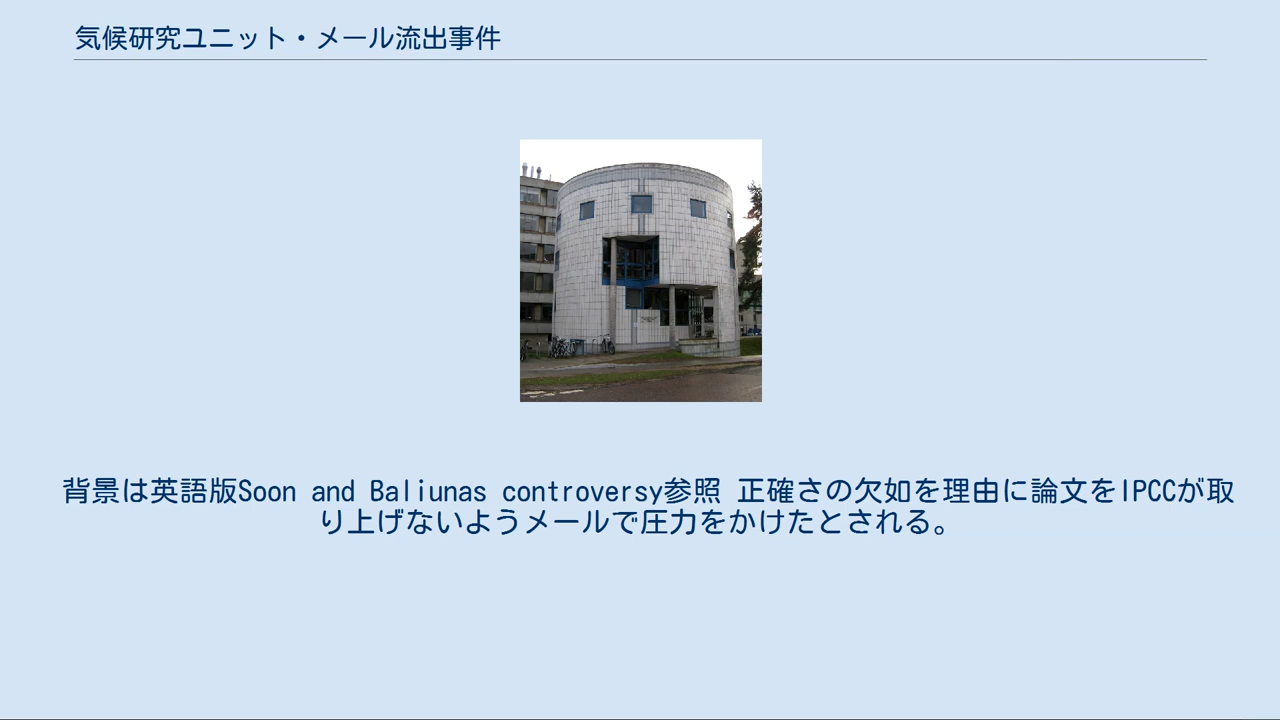 気候研究ユニット・メール流出事件
背景は英語版Soon and Baliunas controversy参照 正確さの欠如を理由に論文をIPCCが取
り上げないようメールで圧力をかけたとされる。